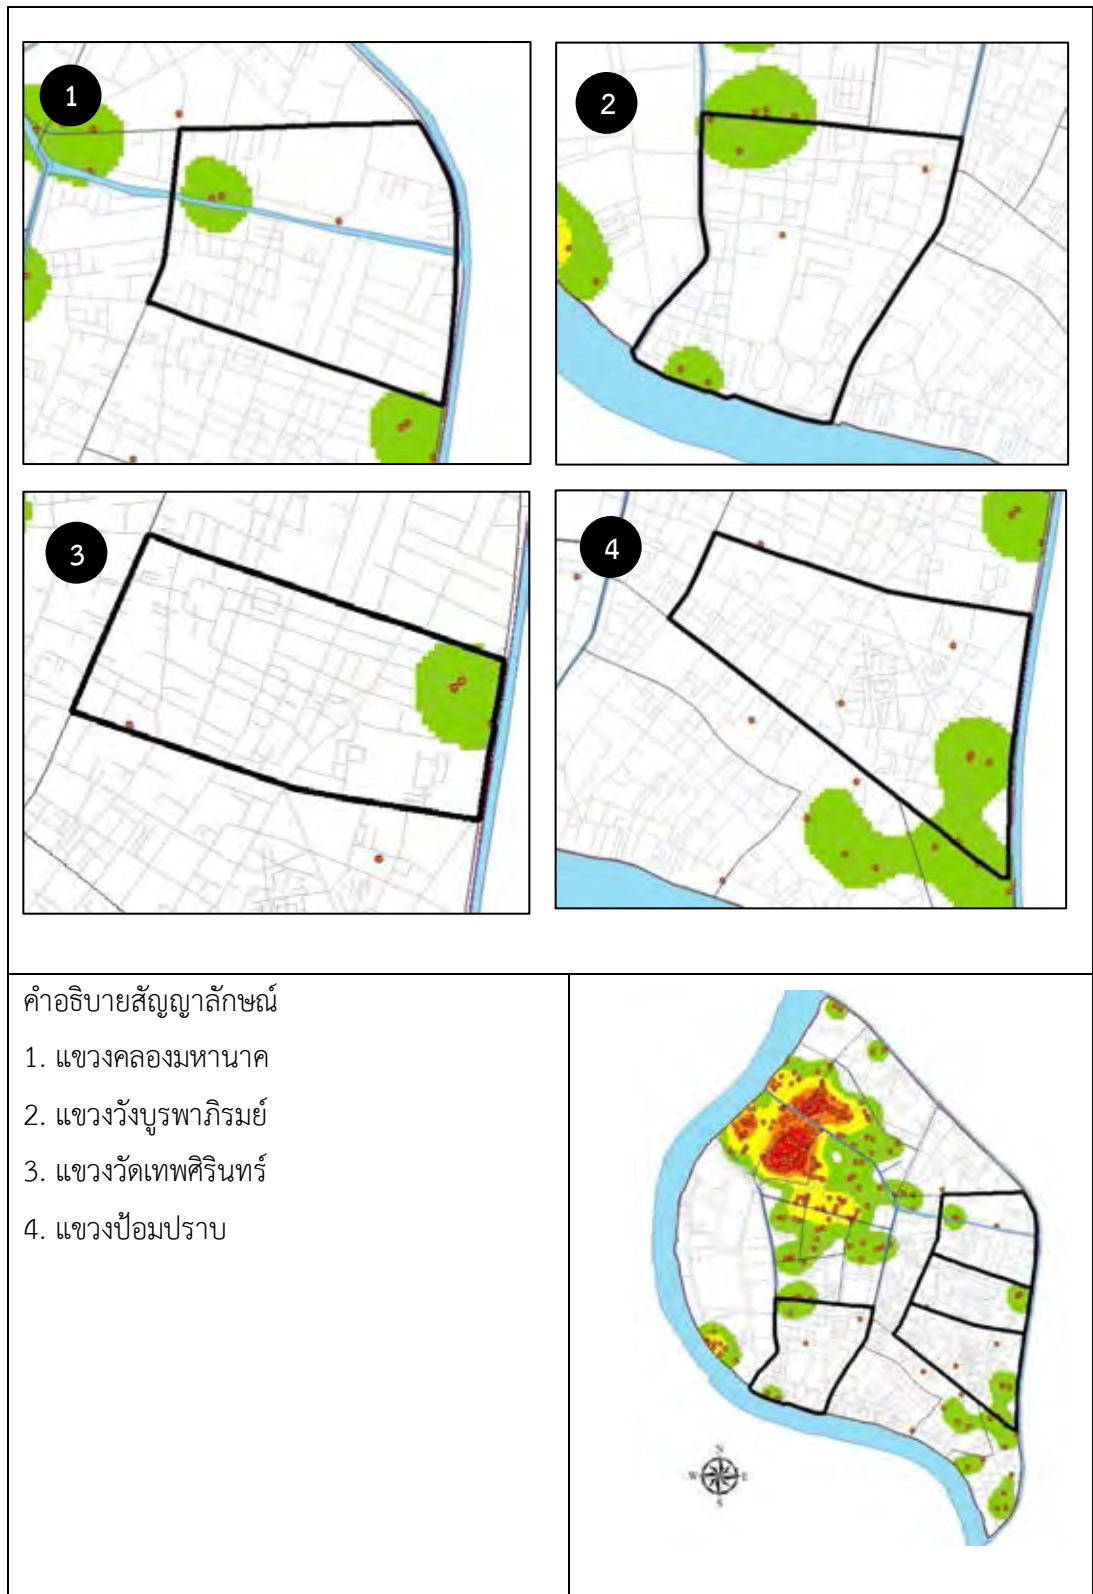 1
2
3
4
คำอธิบายสัญญาลักษณ์
1. แขวงคลองมหานาค
2. แขวงวังบูรพาภิรมย์
3. แขวงวัดเทพศิรินทร์
4. แขวงป้อมปราบ
N
W E
S